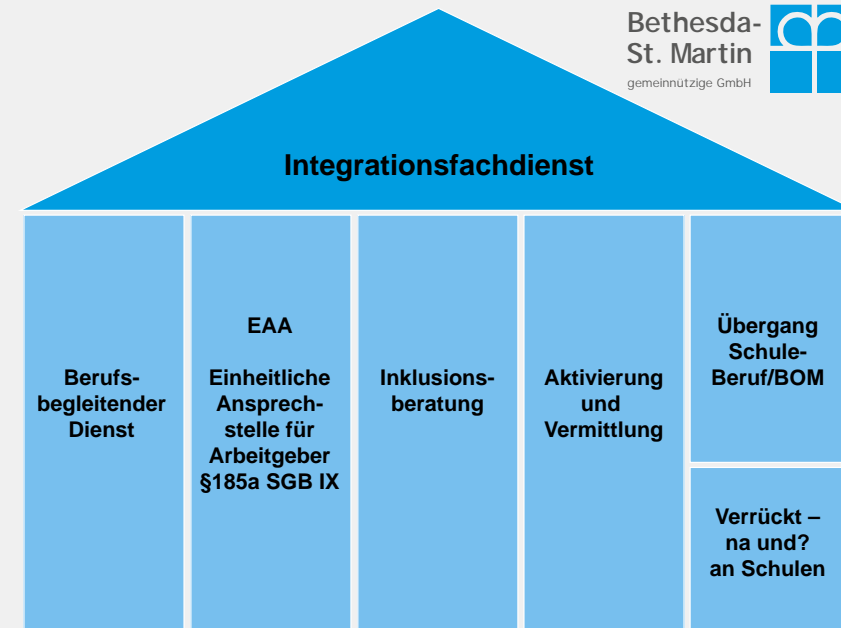 Bethesda-
St. Martin
gemeinnützige GmbH
Integrationsfachdienst
Berufs-
begleitender
Dienst
EAA
Einheitliche
Ansprech-
stelle für
Arbeitgeber
§185a SGB IX
Inklusions-
beratung
Aktivierung
und
Vermittlung
Übergang
Schule-
Beruf/BOM
Verrückt –
na und?
an Schulen